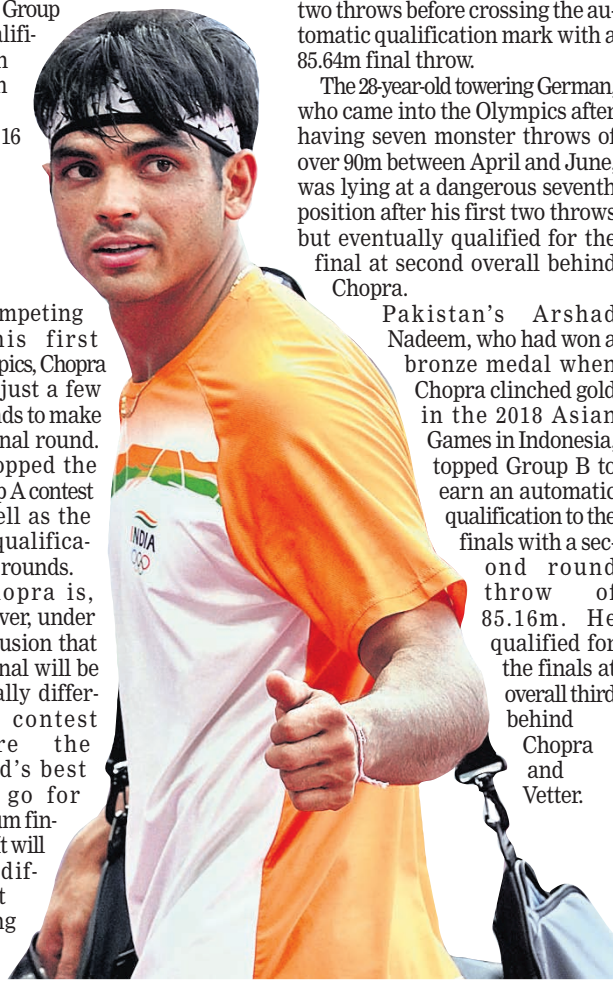 Group
lifi-
n
n
16
mpeting
his first
pics, Chopra
just a few
nds to make
nal round.
opped the
p A contest
ell as the
qualifica-
rounds.
opra is,
ver, under
usion that
nal will be
ally differ-
contest
re the
d's best
go for
um fin-
It will
dif-
t
ng
INDIA
two throws before crossing the au-
tomatic qualification mark with a
85.64m final throw.
The 28-year-old towering German,
who came into the Olympics after
having seven monster throws of
over 90m between April and June,
was lying at a dangerous seventh
position after his first two throws
but eventually qualified for the
final at second overall behind
Chopra.
Pakistan's Arshad
Nadeem, who had won a
bronze medal when
Chopra clinched gold
in the 2018 Asian
Games in Indonesia,
topped Group B to
earn an automatic
qualification to the
finals with a sec-
ond round
throw of
85.16m. He
qualified for
the finals at
overall third
behind
Chopra
and
Vetter.